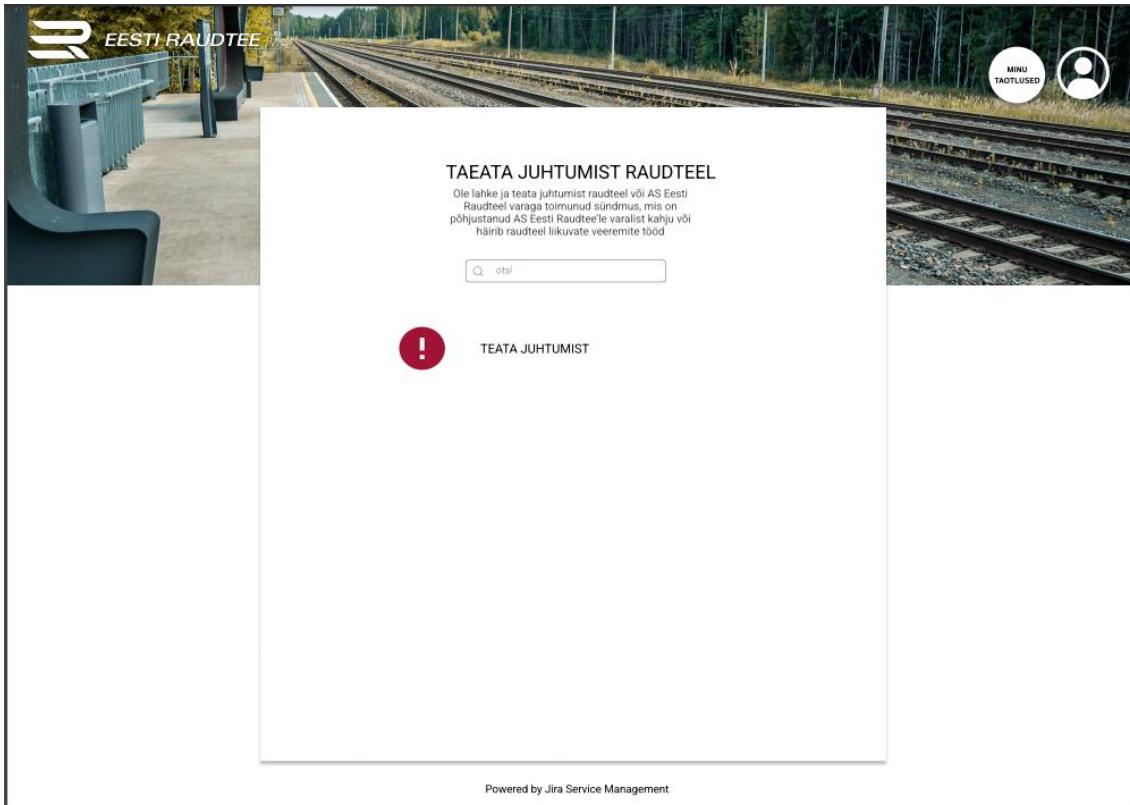 EESTI RAUDTEE
MINU
TAOTLUSED
TAEATA JUHTUMIST RAUDTEEL
Ole lahke ja teata juhtumist raudteel või AS Eesti
Raudteel varaga toimunud sündmus, mis on
põhjustanud AS Eesti Raudtee'le varalist kahju või
häirib raudteel liikuvate veeremite tööd
otsi
TEATA JUHTUMIST
Powered by Jira Service Management